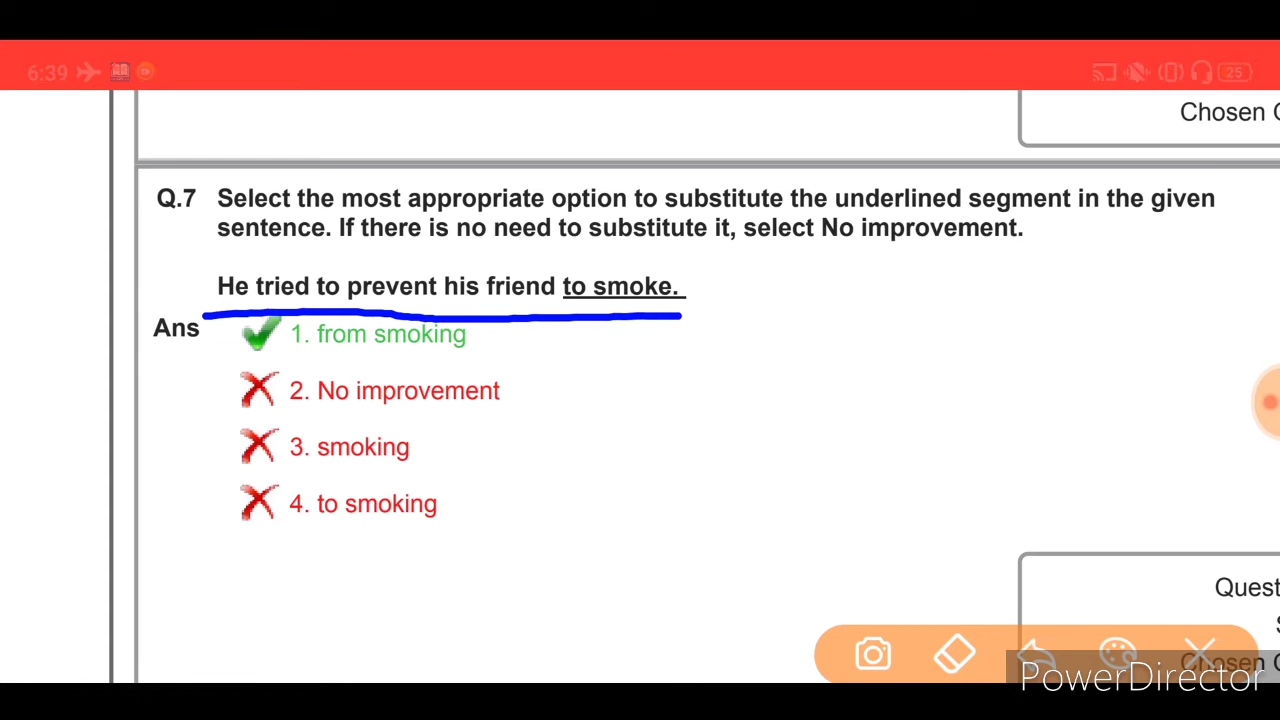 6:39
25
Chosen
Q.7 Select the most appropriate option to substitute the underlined segment in the given
sentence. If there is no need to substitute it, select No improvement.
He tried to prevent his friend to smoke.
Ans
1. from smoking
2. No improvement
3. smoking
4. to smoking
Quest
Chosen
PowerDirector